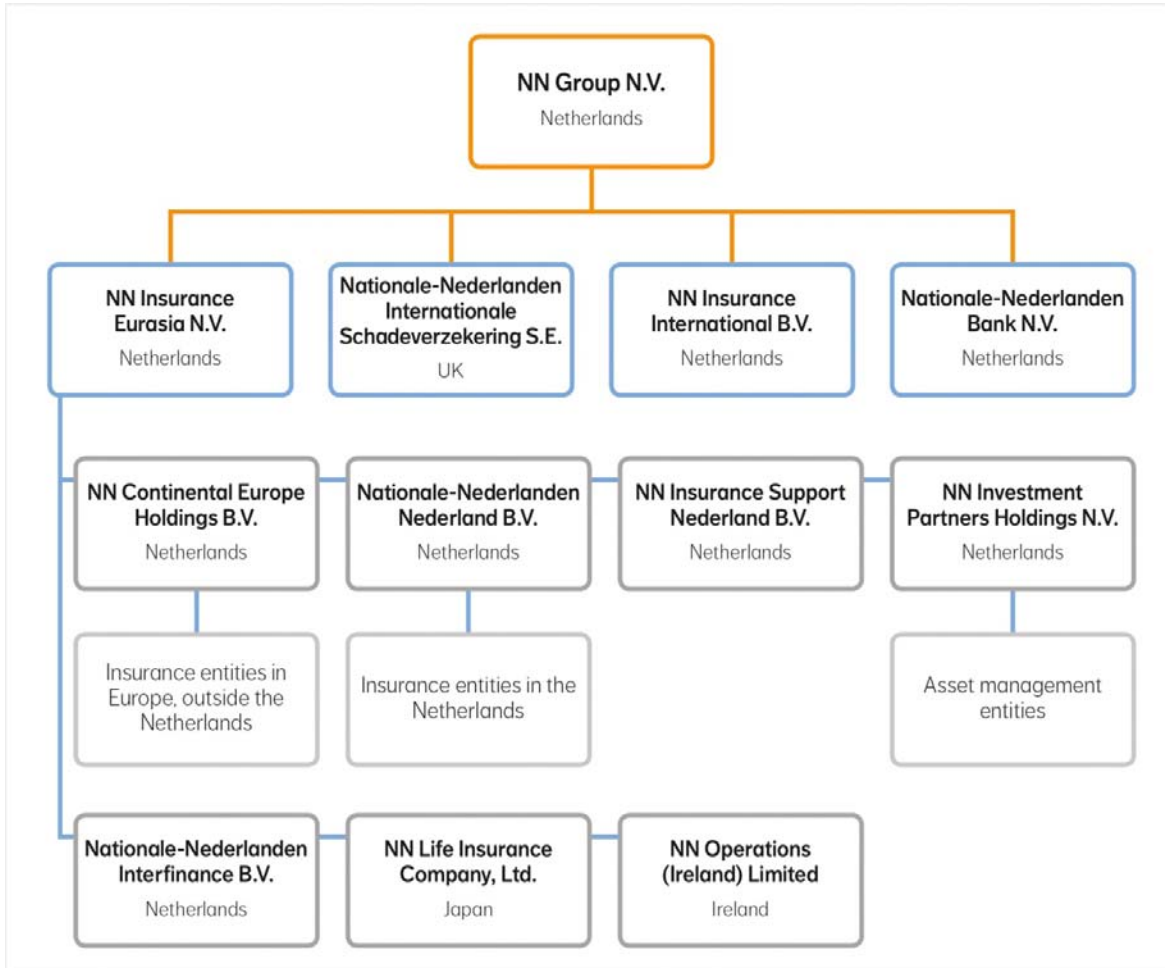 NN Group N.V.
Netherlands
NN Insurance
Eurasia N.V.
Netherlands
Nationale-Nederlanden
Internationale
Schadeverzekering S.E.
UK
NN Insurance
International B.V.
Netherlands
Nationale-Nederlanden
Bank N.V.
Netherlands
NN Continental Europe
Holdings B.V.
Netherlands
Nationale-Nederlanden
Nederland B.V.
Netherlands
NN Insurance Support
Nederland B.V.
Netherlands
NN Investment
Partners Holdings N.V.
Netherlands
Insurance entities in
Europe, outside the
Netherlands
Insurance entities in the
Netherlands
Asset management
entities
Nationale-Nederlanden
Interfinance B.V.
Netherlands
NN Life Insurance
Company, Ltd.
Japan
NN Operations
(Ireland) Limited
Ireland